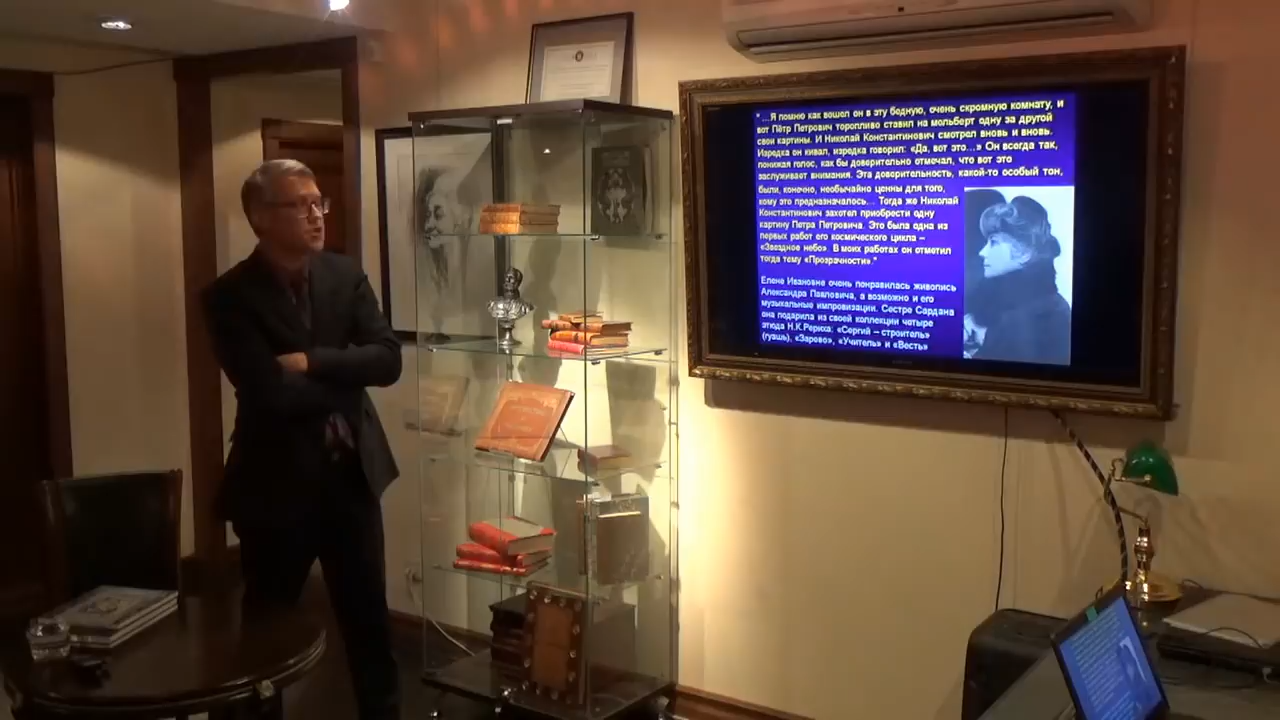 "...Я помню как вошел он в эту бедную, очень скромную комнату, и
вот Пётр Петрович торопливо ставил на мольберт одну за другой
свои картины. И Николай Константинович смотрел вновь и вновь.
Изредка он кивал, изредка говорил: «Да, вот это...» Он всегда так,
понижая голос, как бы доверительно отмечал, что вот это
заслуживает внимания. Эта доверительность, какой-то особый тон,
были, конечно, необычайно ценны для того,
кому это предназначалось... Тогда же Николай
Константинович захотел приобрести одну
картину Петра Петровича. Это была одна из
первых работ его космического цикла –
«Звездное небо». В моих работах он отметил
тогда тему «Прозрачности»."
Елене Ивановне очень понравилась живопись
Александра Павловича, а возможно и его
музыкальные импровизации. Сестре Сардана
она подарила из своей коллекции четыре
этюда Н.К.Рериха: «Сергий – строитель»
(гуашь), «Зарево», «Учитель» и «Весть»